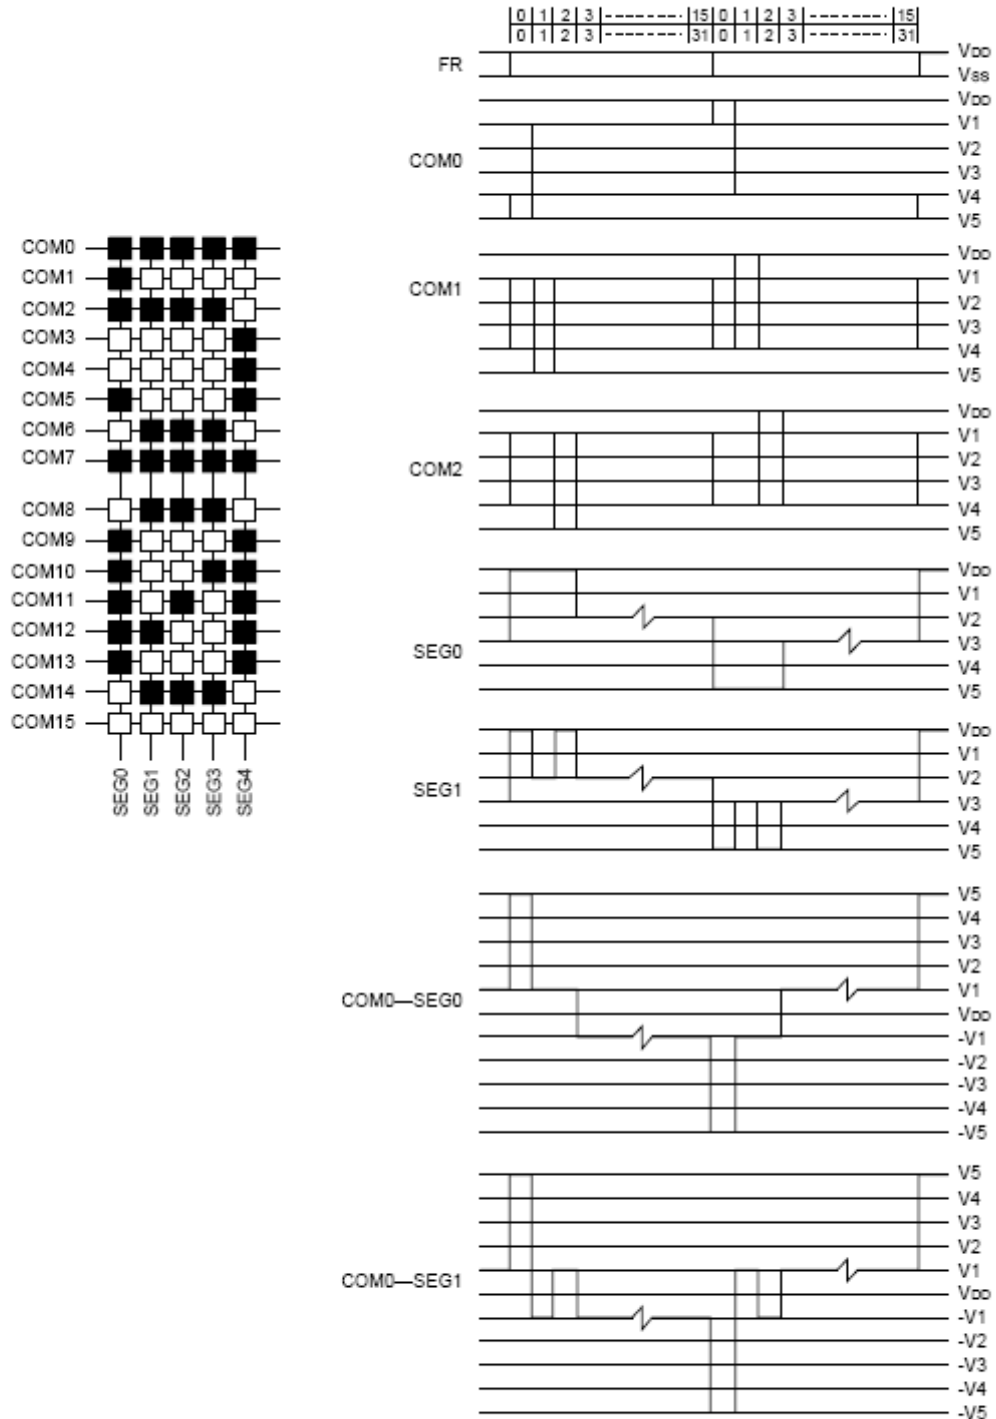 0 1 2 3 15 0 1 2 3 15
0 1 2 3 31 0 1 2 3 31
FR
VDD
VSS
COM0
VDD
V1
V2
V3
V4
V5
COM1
VDD
V1
V2
V3
V4
V5
COM2
VDD
V1
V2
V3
V4
V5
SEG0
VDD
V1
V2
V3
V4
V5
SEG1
VDD
V1
V2
V3
V4
V5
COM0—SEG0
V5
V4
V3
V2
V1
VDD
-V1
-V2
-V3
-V4
-V5
COM0—SEG1
V5
V4
V3
V2
V1
VDD
-V1
-V2
-V3
-V4
-V5
COM0
COM1
COM2
COM3
COM4
COM5
COM6
COM7
COM8
COM9
COM10
COM11
COM12
COM13
COM14
COM15
SEG0
SEG1
SEG2
SEG3
SEG4